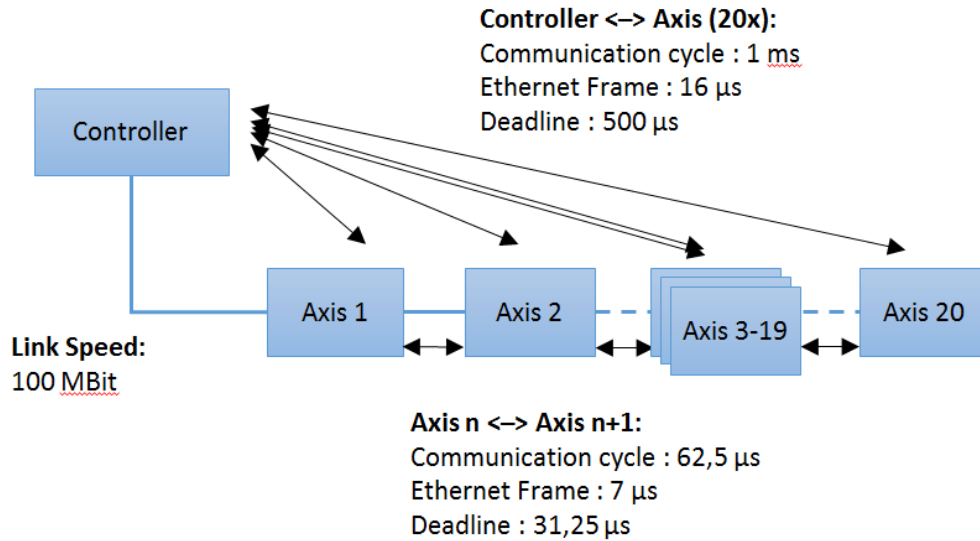 Controller <–> Axis (20x):
Communication cycle : 1 ms
Ethernet Frame : 16 µs
Deadline : 500 µs
Controller
Axis 1
Axis 2
Axis 3-19
Axis 20
Link Speed:
100 MBit
Axis n <–> Axis n+1:
Communication cycle : 62,5 µs
Ethernet Frame : 7 µs
Deadline : 31,25 µs